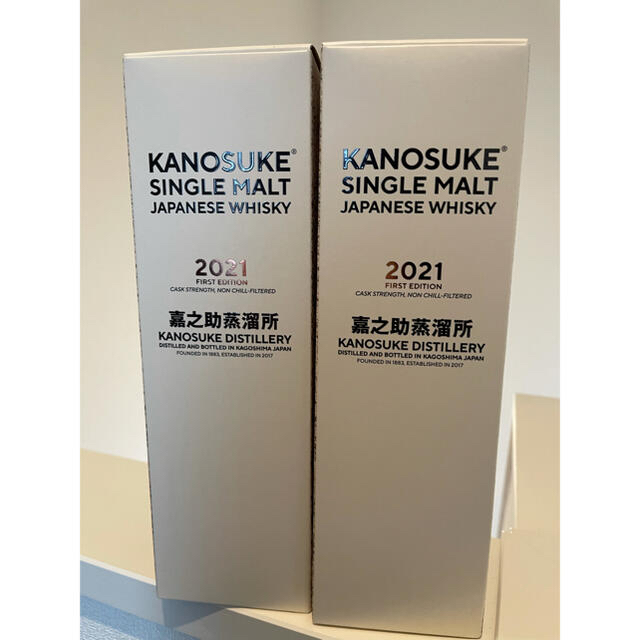 KANOSUKE®
SINGLE MALT
JAPANESE WHISKY
2021
FIRST EDITION
CASK STRENGTH, NON CHILL-FILTERED
嘉之助蒸溜所
KANOSUKE DISTILLERY
DISTILLED AND BOTTLED IN KAGOSHIMA JAPAN
FOUNDED IN 1883, ESTABLISHED IN 2017
KANOSUKE®
SINGLE MALT
JAPANESE WHISKY
2021
FIRST EDITION
CASK STRENGTH, NON CHILL-FILTERED
嘉之助蒸溜所
KANOSUKE DISTILLERY
DISTILLED AND BOTTLED IN KAGOSHIMA JAPAN
FOUNDED IN 1883, ESTABLISHED IN 2017